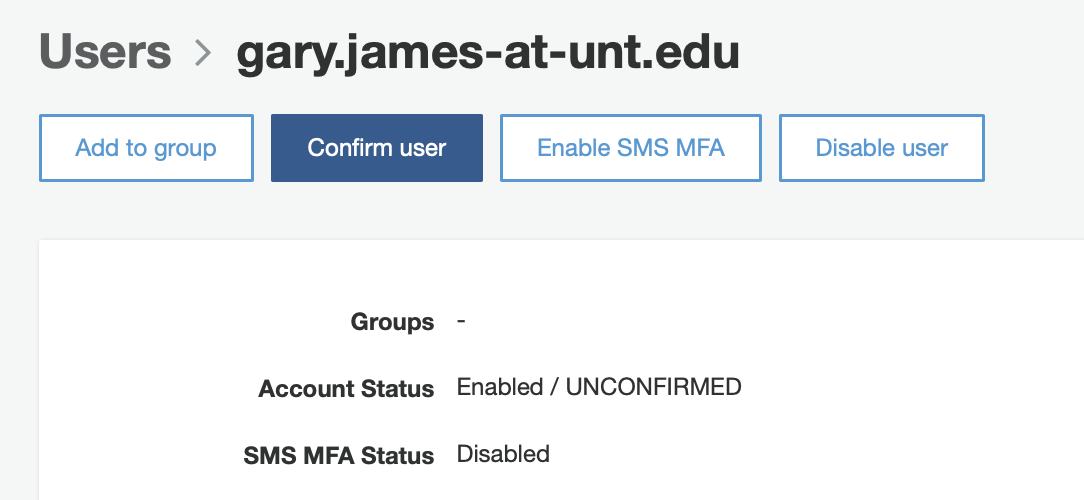 Users > gary.james-at-unt.edu
Add to group Confirm user Enable SMS MFA Disable user
Groups -
Account Status Enabled / UNCONFIRMED
SMS MFA Status Disabled